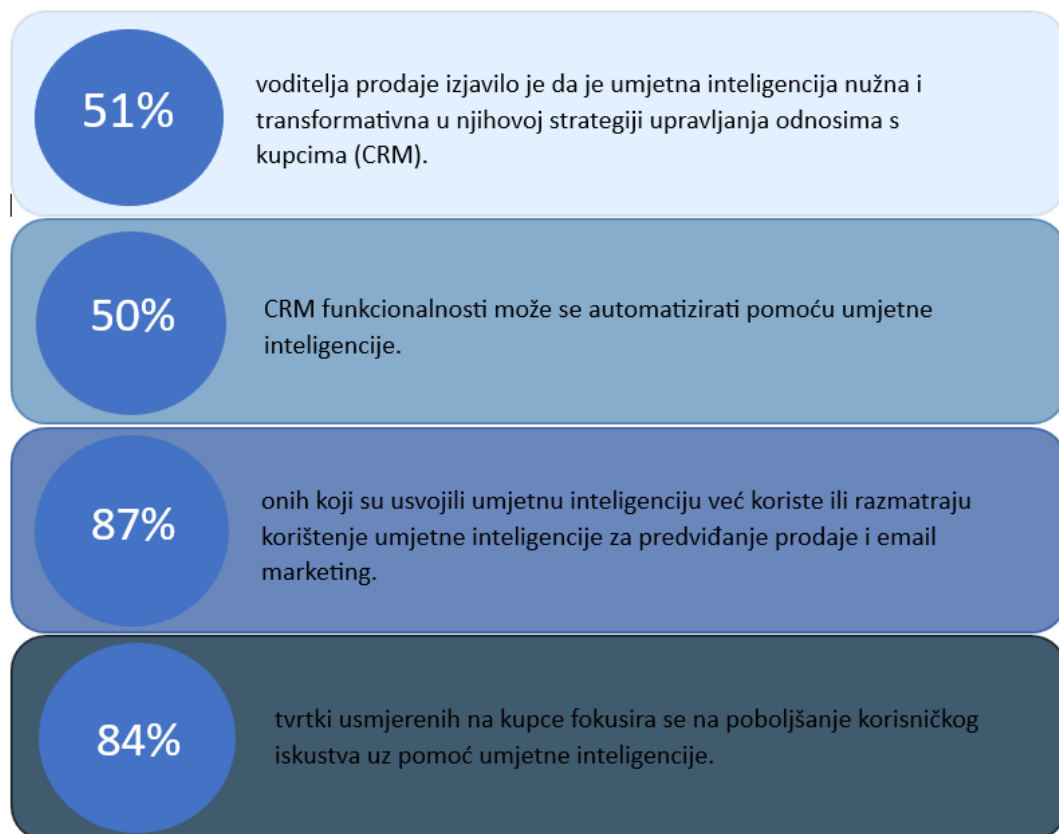 51%
voditelja prodaje izjavilo je da je umjetna inteligencija nužna i
transformativna u njihovoj strategiji upravljanja odnosima s
kupcima (CRM).
50%
CRM funkcionalnosti može se automatizirati pomoću umjetne
inteligencije.
87%
onih koji su usvojili umjetnu inteligenciju već koriste ili razmatraju
korištenje umjetne inteligencije za predviđanje prodaje i email
marketing.
84%
tvrtki usmjerenih na kupce fokusira se na poboljšanje korisničkog
iskustva uz pomoć umjetne inteligencije.